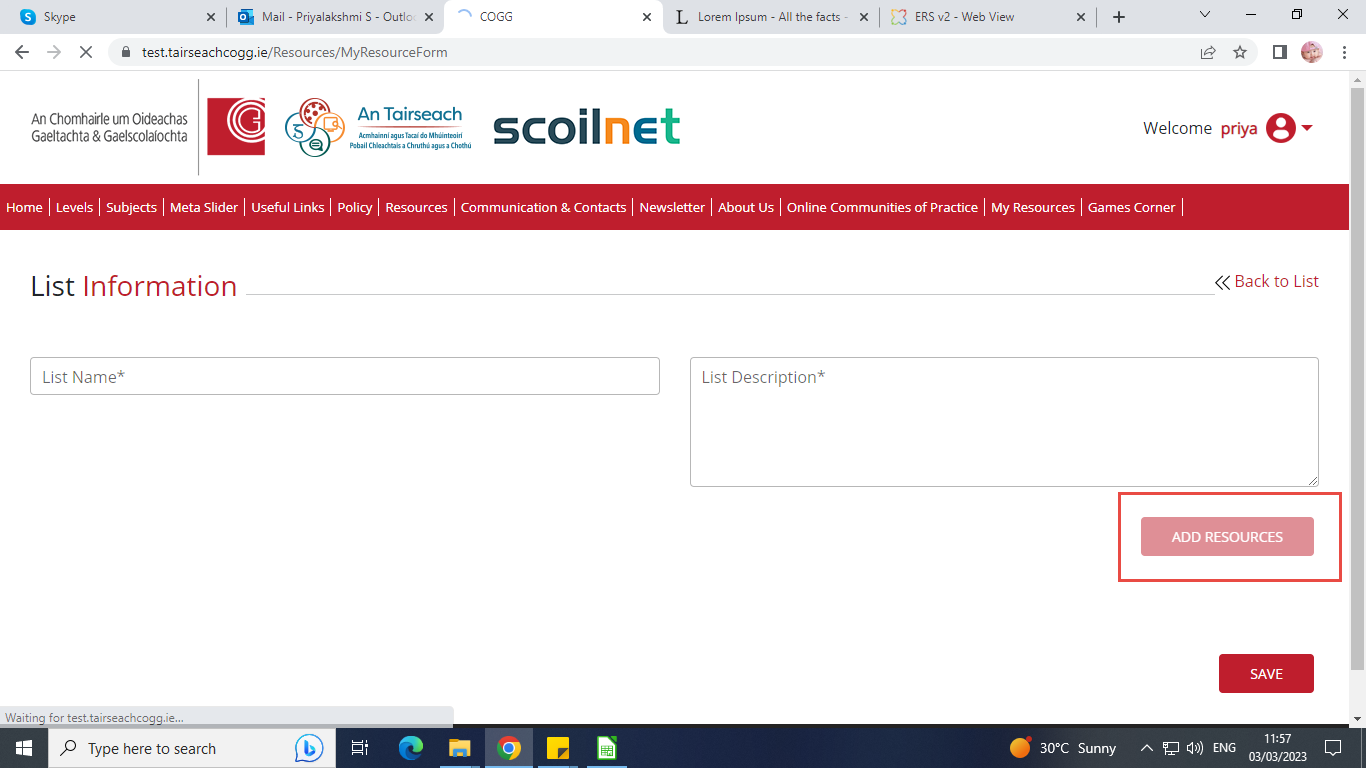 Skype
Mail - Priyalakshmi S - Outlo
COGG
Lorem Ipsum - All the facts -
ERS v2 - Web View
test.tairseachcogg.ie/Resources/MyResourceForm
An Chomhairle um Oideachas
Gaeltachta & Gaelscolaíochta
An Tairseach
Acmhainní agus Tacaí do Mhúinteoirí
Pobail Chleachtais a Chruthú agus a Chothú
scoilnet
Welcome priya
Home
Levels
Subjects
Meta Slider
Useful Links
Policy
Resources
Communication & Contacts
Newsletter
About Us
Online Communities of Practice
My Resources
Games Corner
List Information
Back to List
List Name*
List Description*
ADD RESOURCES
SAVE
Waiting for test.tairseachcogg.ie...
Type here to search
30°C Sunny
ENG
11:57
03/03/2023